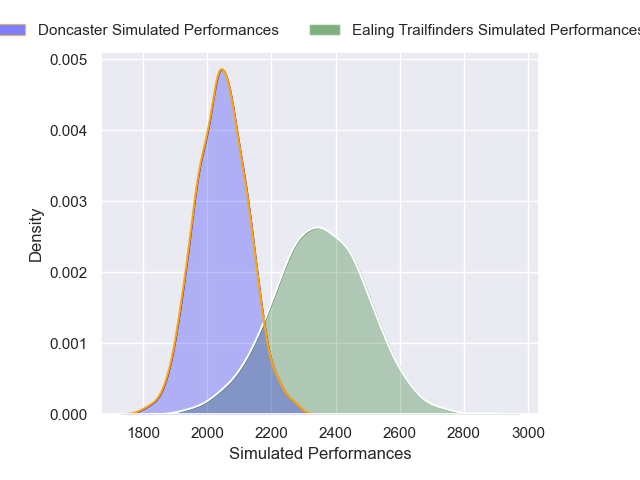 Doncaster Simulated Performances
Ealing Trailfinders Simulated Performances
0.005
0.004
0.003
0.002
0.001
0.000
Density
1800 2000 2200 2400 2600 2800 3000
Simulated Performances